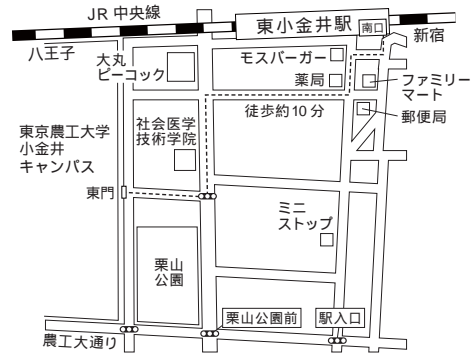 JR 中央線
東小金井駅
南口
八王子
新宿
大丸
ピーコック
モスバーガー
薬局
ファミリー
マート
徒歩約10分
郵便局
社会医学
技術学院
東京農工大学
小金井
キャンパス
東門
ミニ
ストップ
栗山
公園
栗山公園前
駅入口
農工大通り